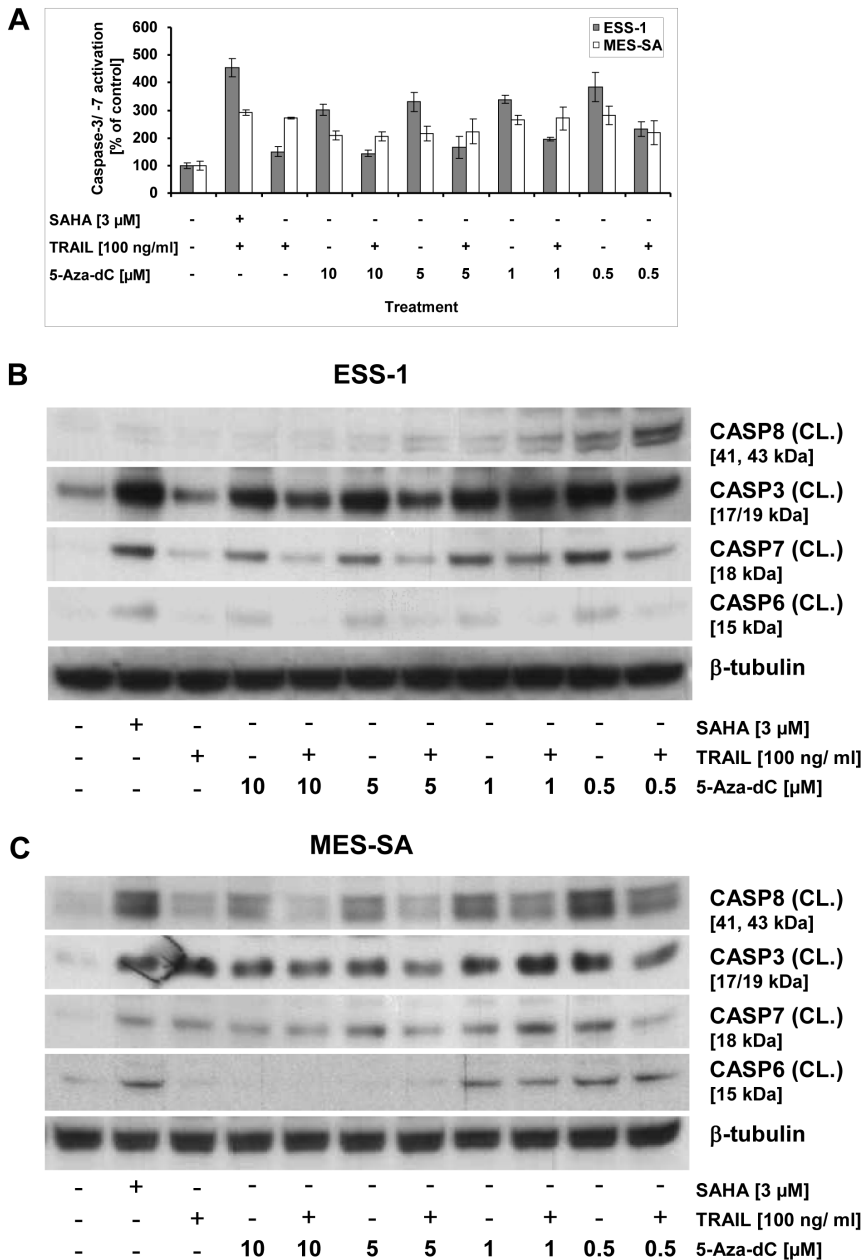 A
600
500
400
300
200
100
0
Caspase-3/ -7 activation
[% of control]
ESS-1
MES-SA
SAHA [3 µM] - + - - - - - - - - -
TRAIL [100 ng/ml] - + + - + - + - + - +
5-Aza-dC [µM] - - - 10 10 5 5 1 1 0.5 0.5
Treatment
B
ESS-1
CASP8 (CL.)
[41, 43 kDa]
CASP3 (CL.)
[17/19 kDa]
CASP7 (CL.)
[18 kDa]
CASP6 (CL.)
[15 kDa]
β-tubulin
- + - - - - - - - - - SAHA [3 µM]
- - + - + - + - + - + TRAIL [100 ng/ ml]
- - - 10 10 5 5 1 1 0.5 0.5 5-Aza-dC [µM]
C
MES-SA
CASP8 (CL.)
[41, 43 kDa]
CASP3 (CL.)
[17/19 kDa]
CASP7 (CL.)
[18 kDa]
CASP6 (CL.)
[15 kDa]
β-tubulin
- + - - - - - - - - - SAHA [3 µM]
- - + - + - + - + - + TRAIL [100 ng/ml]
- - - 10 10 5 5 1 1 0.5 0.5 5-Aza-dC [µM]